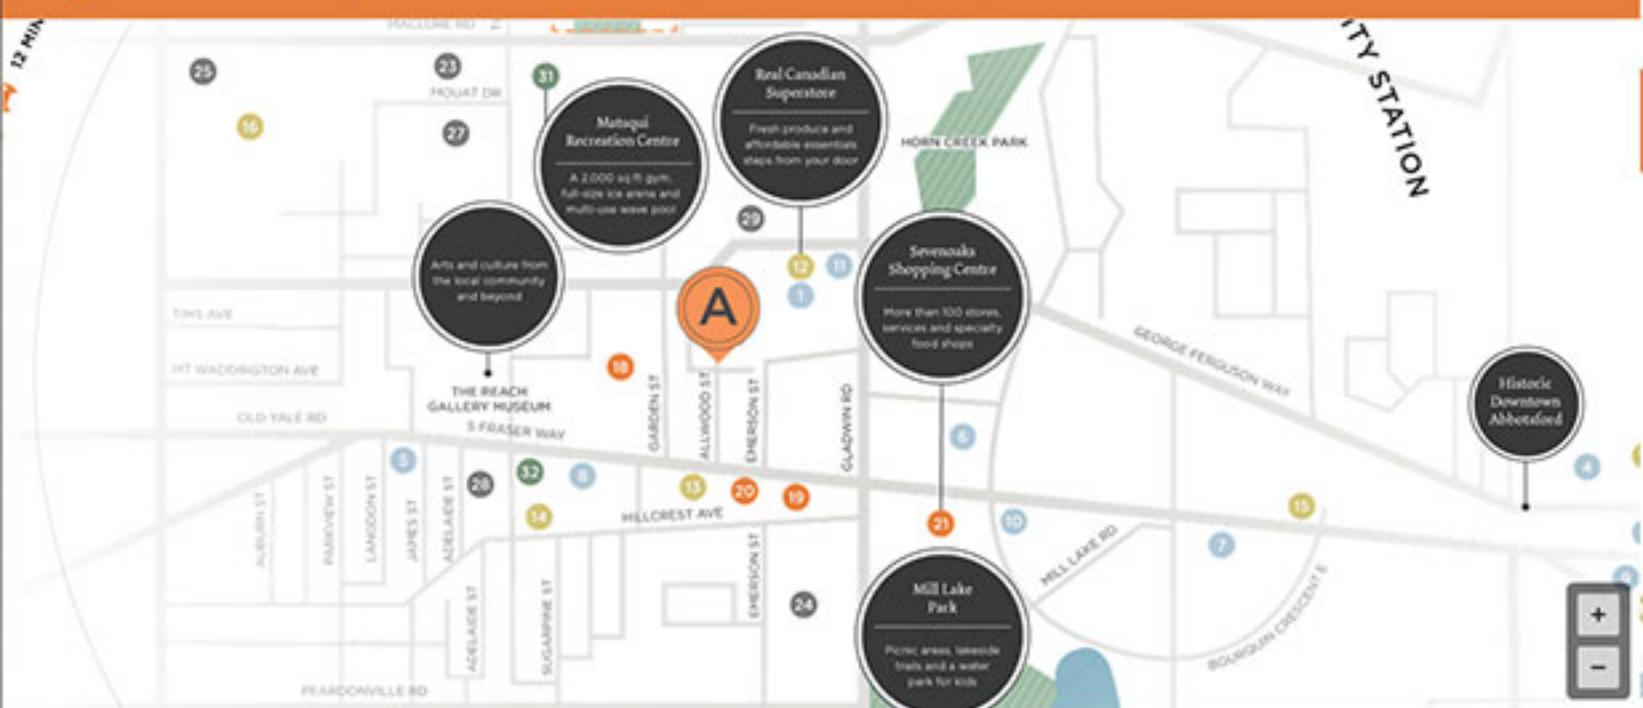 MACLURE RD
12 MIN
ITY STATION
25
23
31
MOUAT DR
16
27
Matsqui
Recreation Centre
A 2,000 sq ft gym,
full-size ice arena and
multi-use wave pool
Real Canadian
Superstore
Fresh produce and
affordable essentials
steps from your door
HORN CREEK PARK
29
12
11
1
Arts and culture from
the local community
and beyond
THE REACH
GALLERY MUSEUM
A
Sevenoaks
Shopping Centre
More than 100 stores,
services and specialty
food shops
TIMS AVE
MT WADDINGTON AVE
OLD YALE RD
S FRASER WAY
18
GARDEN ST
ALLWOOD ST
EMERSON ST
GLADWIN RD
GEORGE FERGUSON WAY
Historic
Downtown
Abbotsford
6
4
5
28
32
8
13
20
19
21
10
7
15
14
AUBURN ST
PARKVIEW ST
LANGDON ST
JAMES ST
ADELAIDE ST
HILLCREST AVE
MILL LAKE RD
BOURQUIN CRESCENT E
ADELAIDE ST
SUGARPINE ST
EMERSON ST
24
Mill Lake
Park
Picnic areas, lakeside
trails and a water
park for kids
PEARDONVILLE RD
+
−